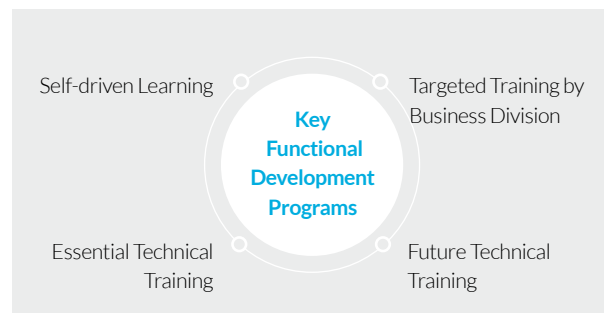 Self-driven Learning
Targeted Training by
Business Division
Key
Functional
Development
Programs
Essential Technical
Training
Future Technical
Training